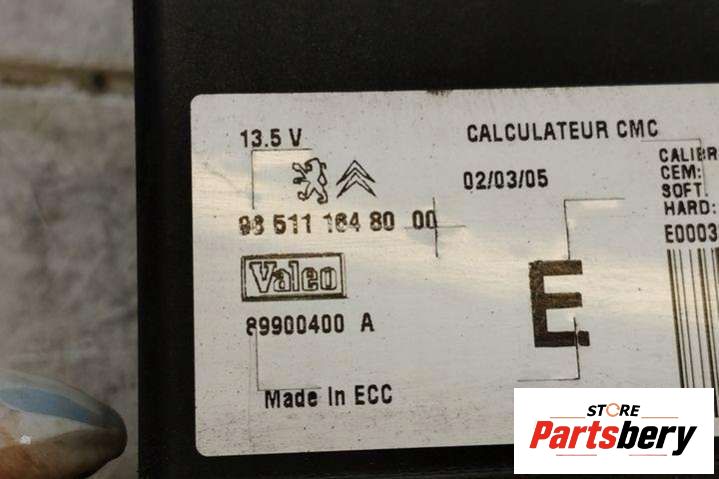 13.5 V
CALCULATEUR CMC
02/03/05
CALIBR
CEM:
SOFT.
HARD:
E0003
96 511 164 80 00
Valeo
89900400 A
E
Made In ECC
STORE
Partsbery